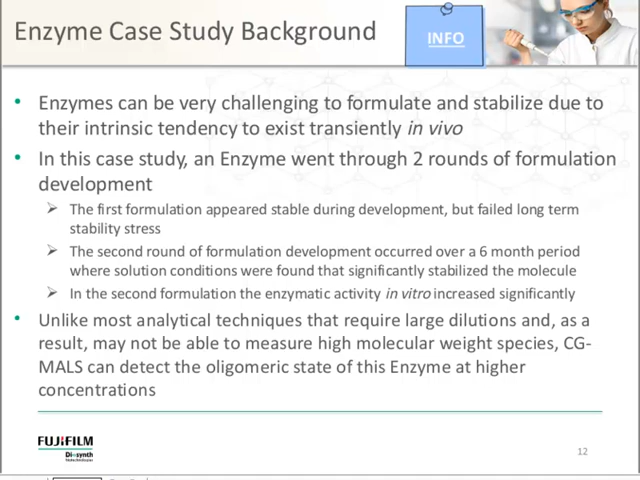 Enzyme Case Study Background
INFO
• Enzymes can be very challenging to formulate and stabilize due to
their intrinsic tendency to exist transiently in vivo
• In this case study, an Enzyme went through 2 rounds of formulation
development
➢ The first formulation appeared stable during development, but failed long term
stability stress
➢ The second round of formulation development occurred over a 6 month period
where solution conditions were found that significantly stabilized the molecule
➢ In the second formulation the enzymatic activity in vitro increased significantly
• Unlike most analytical techniques that require large dilutions and, as a
result, may not be able to measure high molecular weight species, CG-
MALS can detect the oligomeric state of this Enzyme at higher
concentrations
FUJIFILM
Diosynth
12